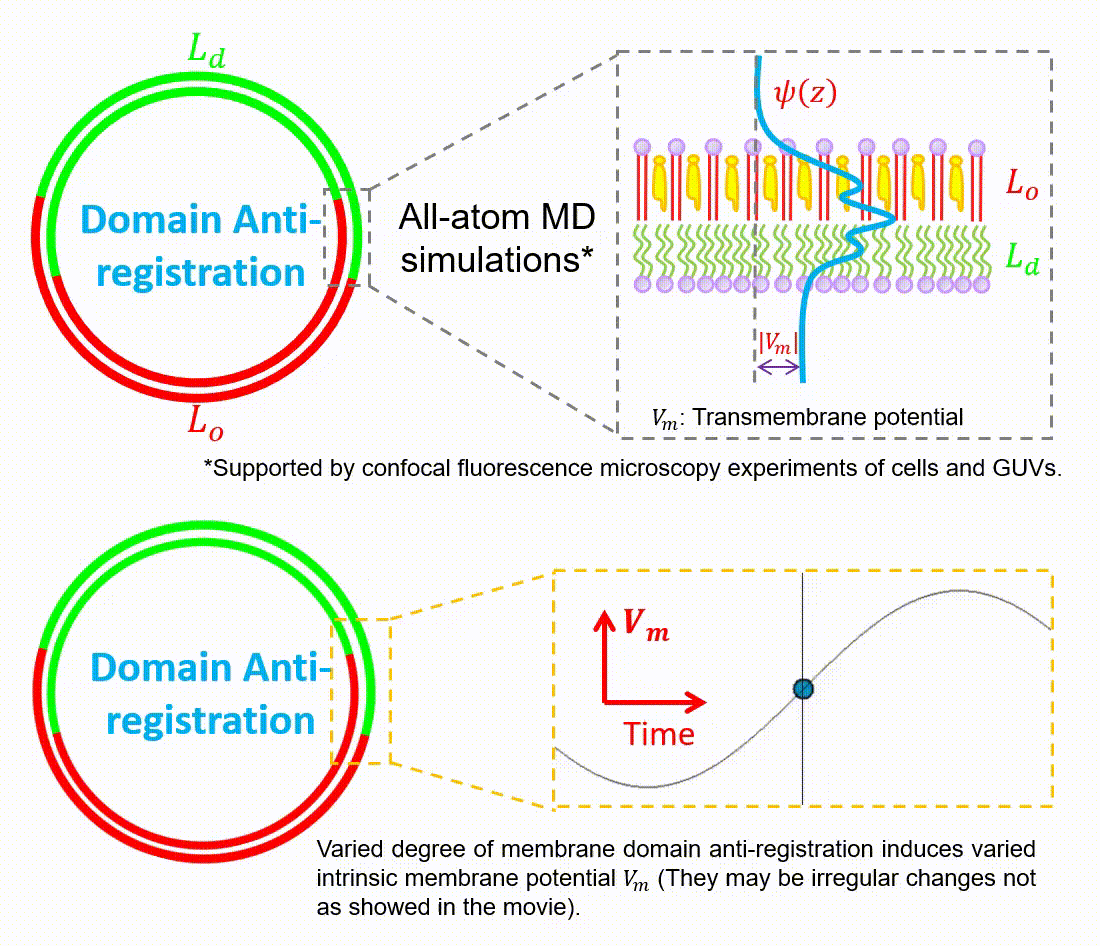 L_d
Domain Anti-
registration
L_o
All-atom MD
simulations*
ψ(z)
L_o
L_d
|V_m|
V_m: Transmembrane potential
*Supported by confocal fluorescence microscopy experiments of cells and GUVs.
Domain Anti-
registration
V_m
Time
Varied degree of membrane domain anti-registration induces varied
intrinsic membrane potential V_m (They may be irregular changes not
as showed in the movie).